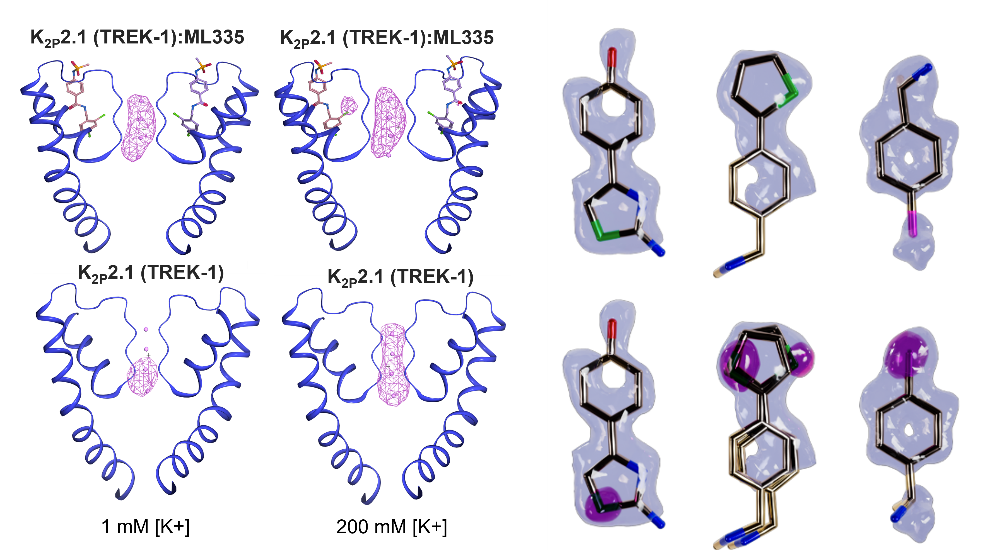 K2P2.1 (TREK-1):ML335
K2P2.1 (TREK-1):ML335
K2P2.1 (TREK-1)
K2P2.1 (TREK-1)
1 mM [K+]
200 mM [K+]